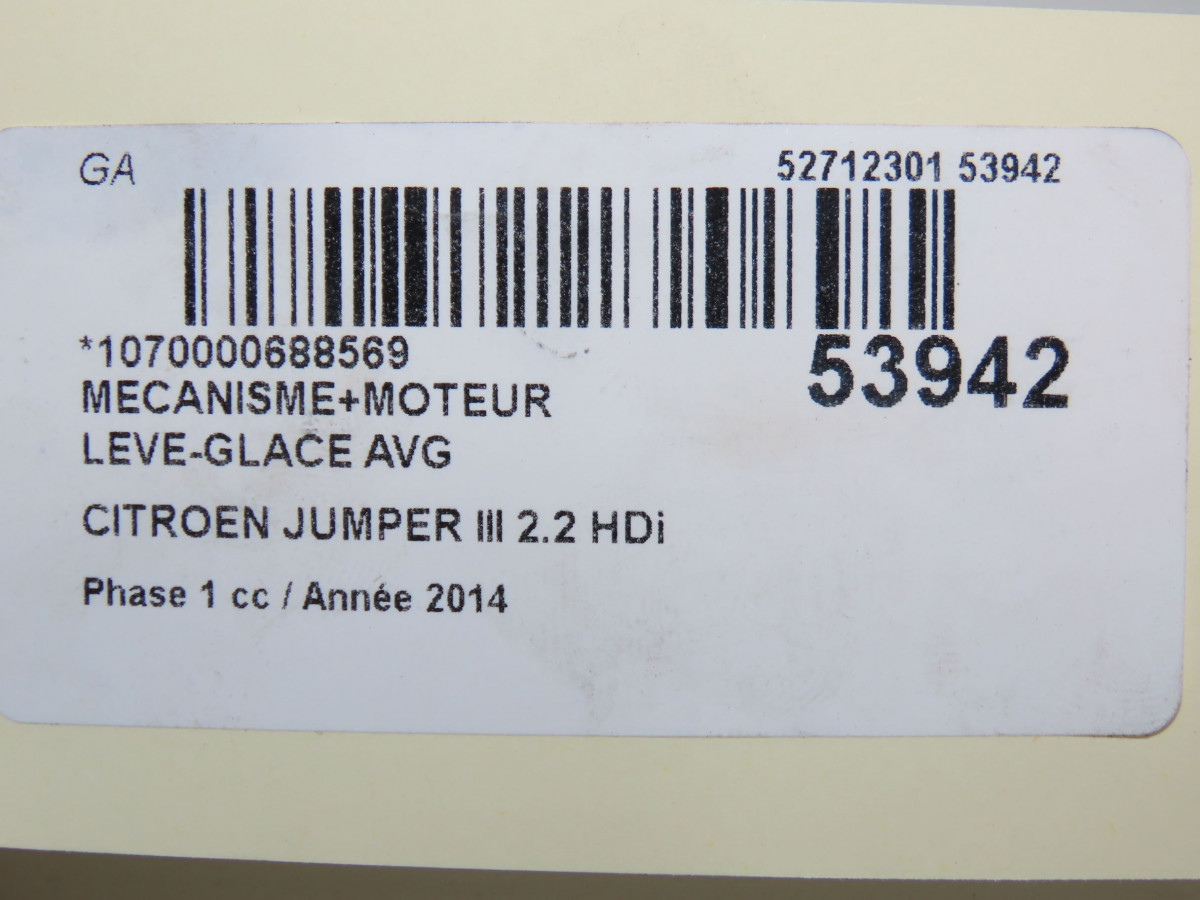 GA
52712301 53942
*1070000688569
53942
MECANISME+MOTEUR
LEVE-GLACE AVG
CITROEN JUMPER III 2.2 HDi
Phase 1 cc / Année 2014